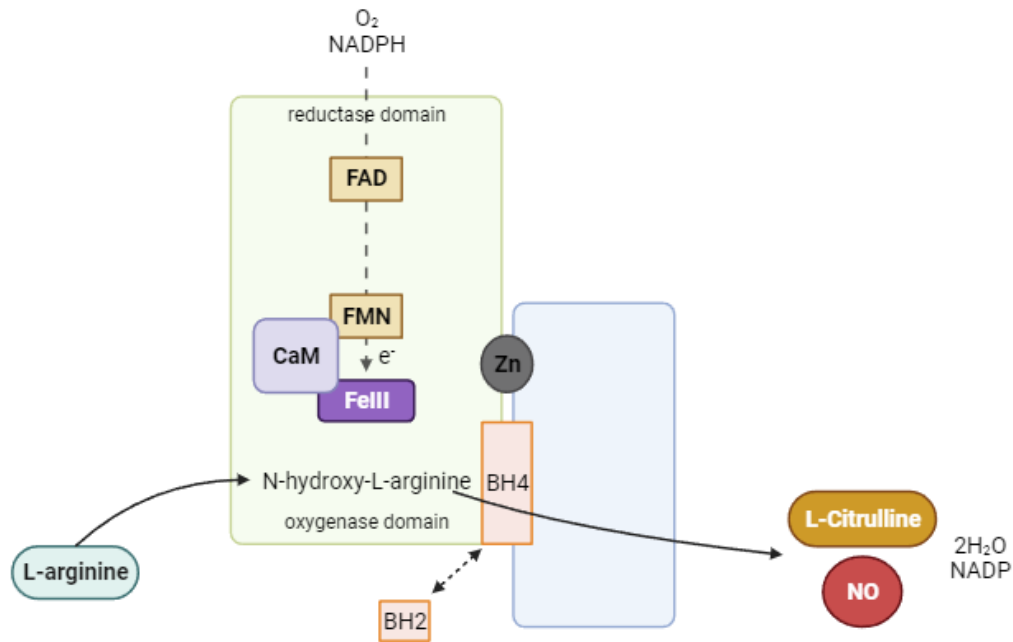 O₂
NADPH
reductase domain
FAD
FMN
CaM
e⁻
Zn
FeIII
N-hydroxy-L-arginine
BH4
oxygenase domain
L-arginine
BH2
L-Citrulline
2H₂O
NADP
NO